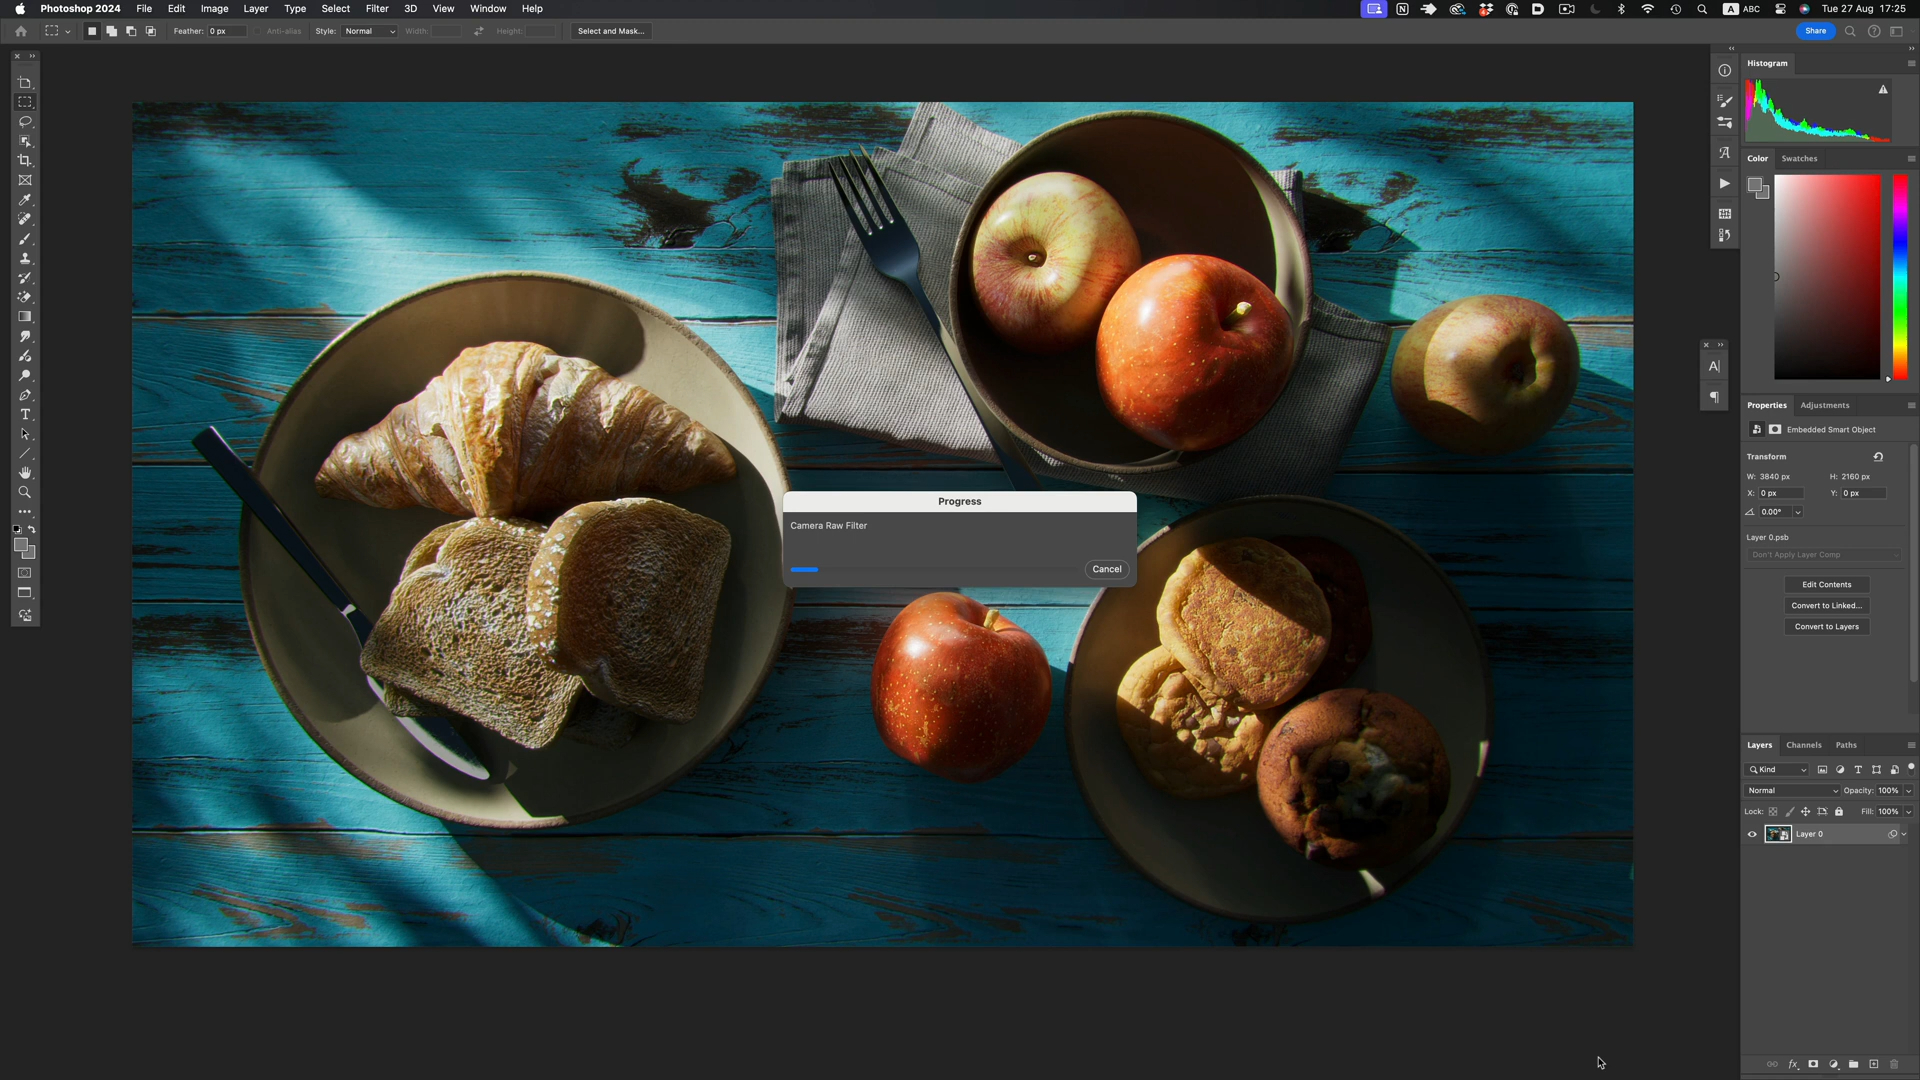 Photoshop 2024 File Edit Image Layer Type Select Filter 3D View Window Help ABC Tue 27 Aug 17:25
Feather: 0 px Anti-alias Style: Normal Width: Height: Select and Mask... Share
Histogram
Color Swatches
Properties Adjustments
Embedded Smart Object
Transform
W: 3840 px H: 2160 px
X: 0 px Y: 0 px
0.00°
Layer 0.psb
Don't Apply Layer Comp
Edit Contents
Convert to Linked...
Convert to Layers
Progress
Camera Raw Filter
Cancel
Layers Channels Paths
Kind
Normal Opacity: 100%
Lock: Fill: 100%
Layer 0